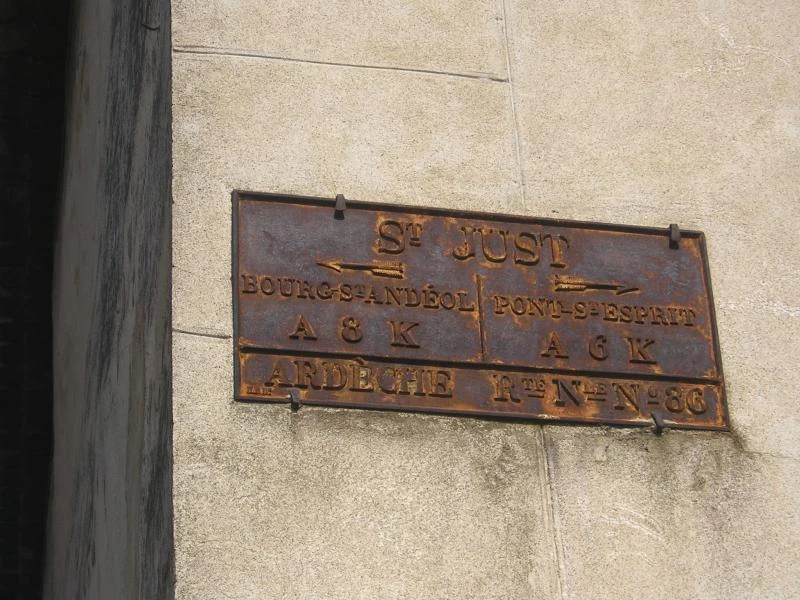 ST JUST
BOURG-ST ANDÉOL
A 8 K
PONT-ST-ESPRIT
A 6 K
ARDÈCHE RTE NLE NO 86